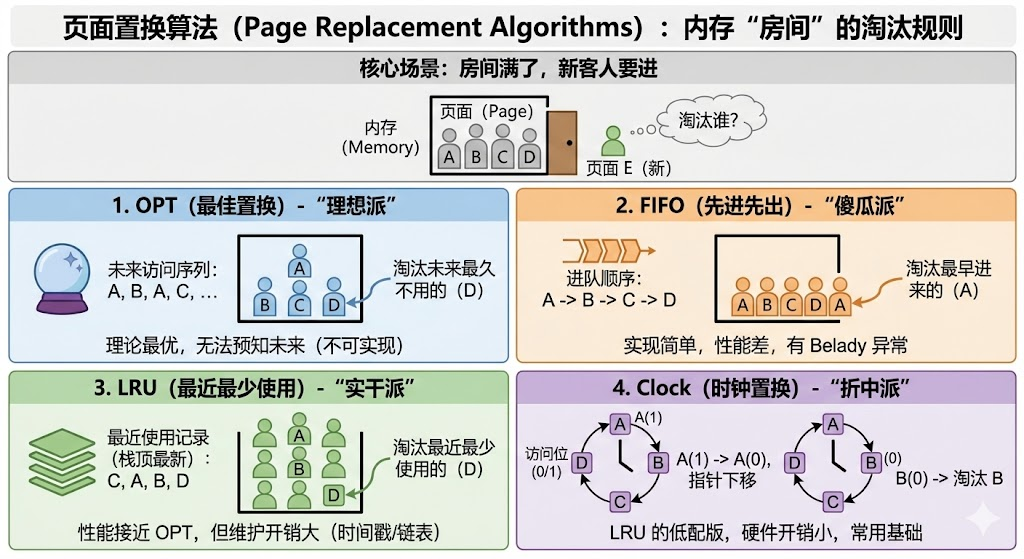 页面置换算法（Page Replacement Algorithms）：内存“房间”的淘汰规则
核心场景：房间满了，新客人要进
内存
（Memory）
页面（Page）
A B C D
淘汰谁？
页面 E（新）
1. OPT（最佳置换）-“理想派”
未来访问序列：
A, B, A, C, …
A
B C D
淘汰未来最久
不用的（D）
理论最优，无法预知未来（不可实现）
2. FIFO（先进先出）-“傻瓜派”
进队顺序：
A -> B -> C -> D
A B C D A
淘汰最早进
来的（A）
实现简单，性能差，有 Belady 异常
3. LRU（最近最少使用）-“实干派”
最近使用记录
（栈顶最新）：
C, A, B, D
A
B
D
淘汰最近最少
使用的（D）
性能接近 OPT，但维护开销大（时间戳/链表）
4. Clock（时钟置换）-“折中派”
访问位
(0/1)
A A(1)
D B
C
A(1) -> A(0),
指针下移
A
D B (0)
C
B(0) -> 淘汰 B
LRU 的低配版，硬件开销小，常用基础